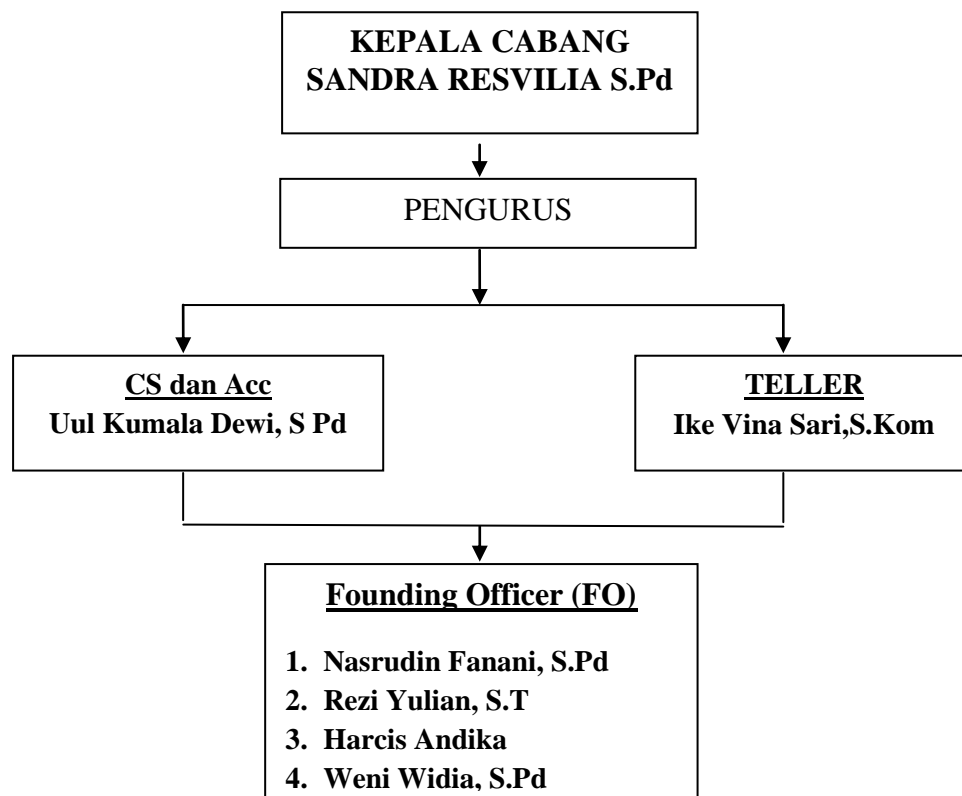 KEPALA CABANG
SANDRA RESVILIA S.Pd
PENGURUS
CS dan Acc
Uul Kumala Dewi, S Pd
TELLER
Ike Vina Sari,S.Kom
Founding Officer (FO)
1. Nasrudin Fanani, S.Pd
2. Rezi Yulian, S.T
3. Harcis Andika
4. Weni Widia, S.Pd